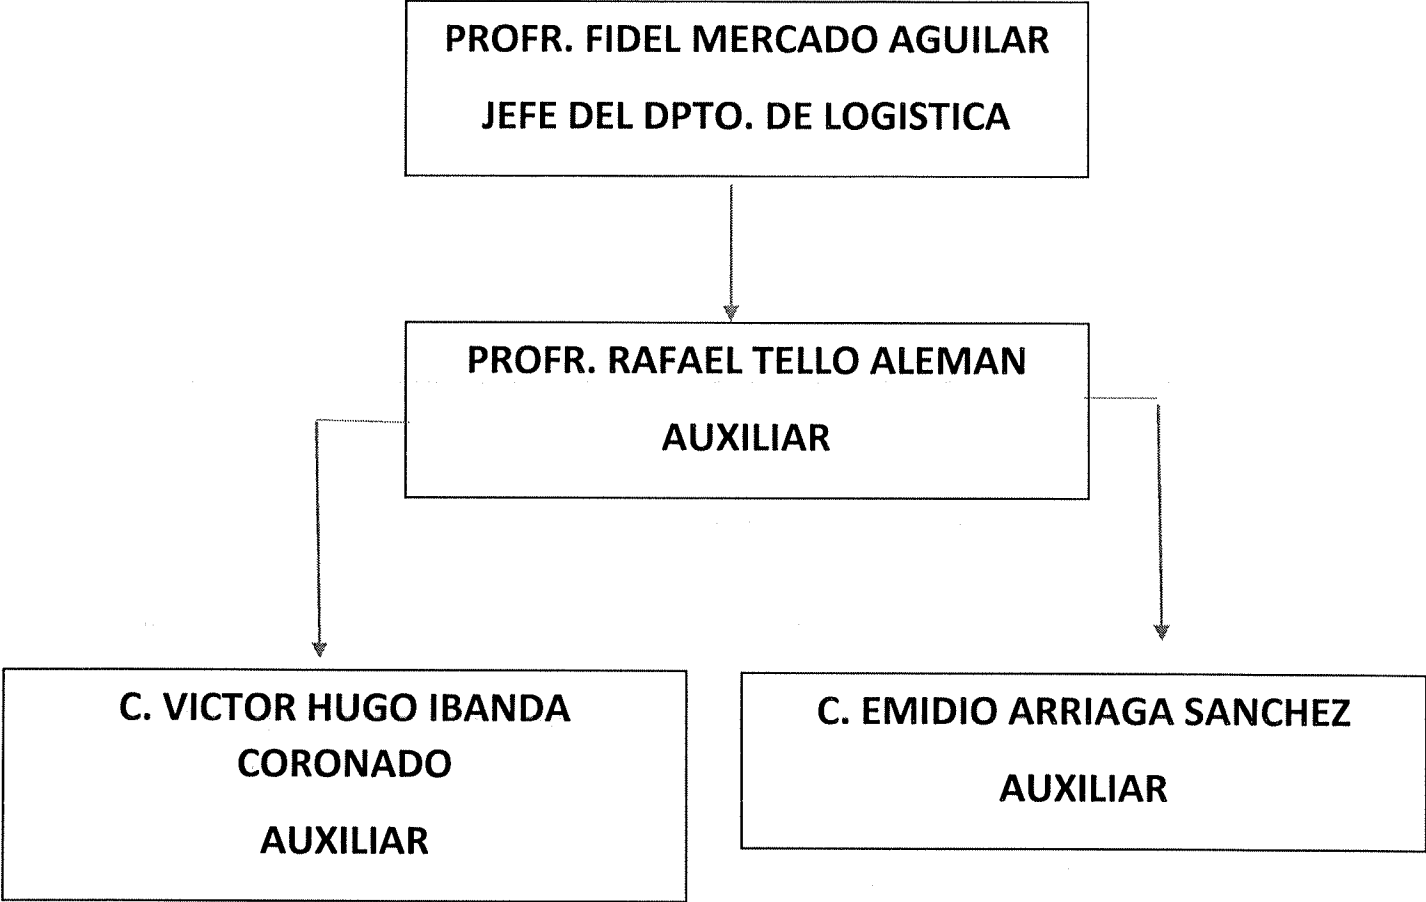 PROFR. FIDEL MERCADO AGUILAR
JEFE DEL DPTO. DE LOGISTICA
PROFR. RAFAEL TELLO ALEMAN
AUXILIAR
C. VICTOR HUGO IBANDA
CORONADO
AUXILIAR
C. EMIDIO ARRIAGA SANCHEZ
AUXILIAR